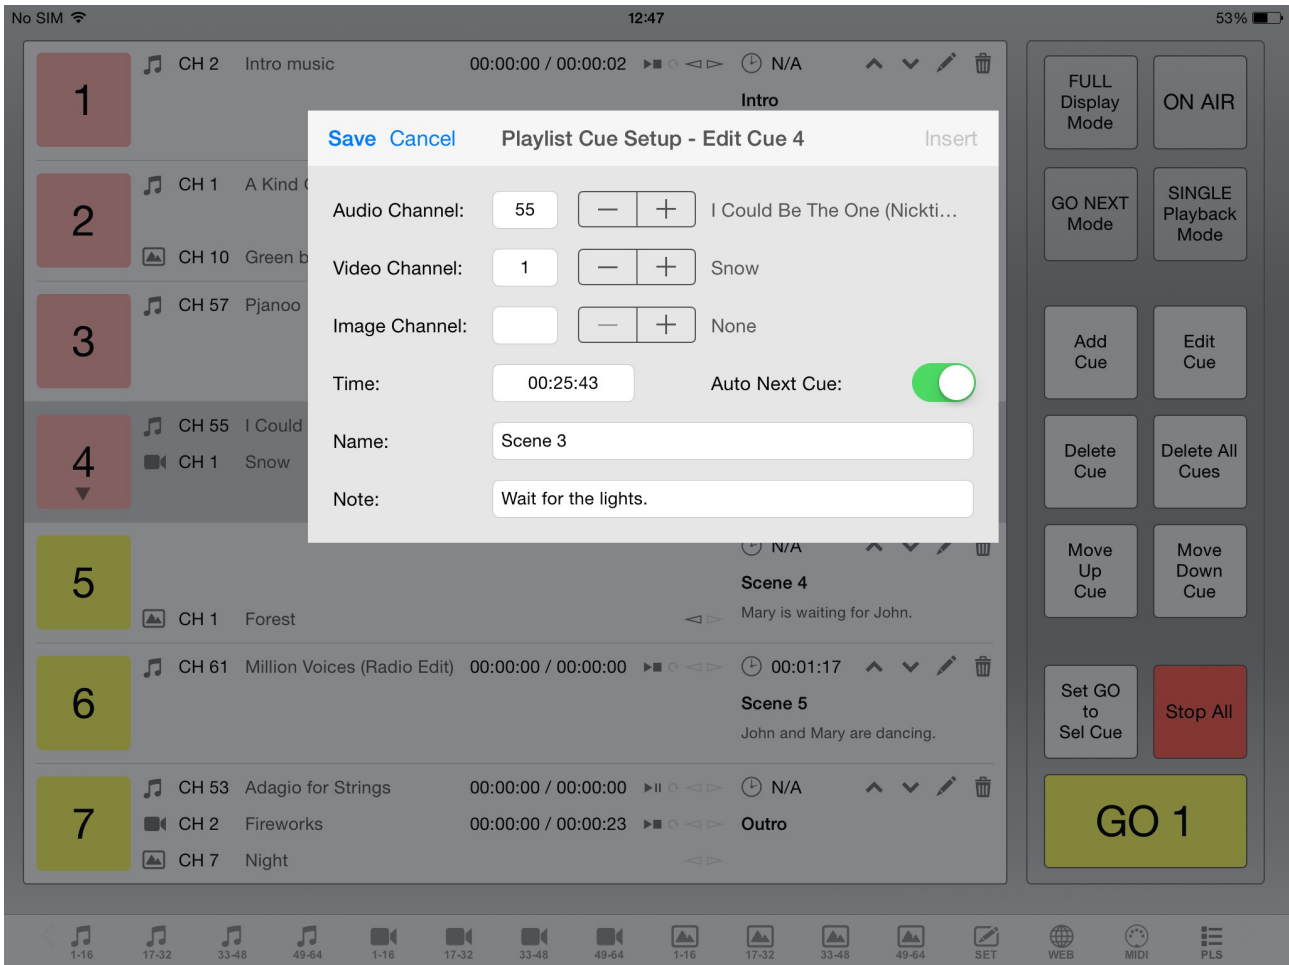 No SIM 12:47 53%
1 CH 2 Intro music 00:00:00 / 00:00:02 N/A
Intro
2 CH 1 A Kind
CH 10 Green b
3 CH 57 Pjanoo
4 CH 55 I Could
CH 1 Snow
Save Cancel Playlist Cue Setup - Edit Cue 4 Insert
Audio Channel: 55 I Could Be The One (Nickti...
Video Channel: 1 Snow
Image Channel: None
Time: 00:25:43 Auto Next Cue:
Name: Scene 3
Note: Wait for the lights.
5 N/A
Scene 4
Mary is waiting for John.
CH 1 Forest
6 CH 61 Million Voices (Radio Edit) 00:00:00 / 00:00:00 00:01:17
Scene 5
John and Mary are dancing.
7 CH 53 Adagio for Strings 00:00:00 / 00:00:00 N/A
CH 2 Fireworks 00:00:00 / 00:00:23 Outro
CH 7 Night
FULL
Display
Mode
ON AIR
GO NEXT
Mode
SINGLE
Playback
Mode
Add
Cue
Edit
Cue
Delete
Cue
Delete All
Cues
Move
Up
Cue
Move
Down
Cue
Set GO
to
Sel Cue
Stop All
GO 1
1-16 17-32 33-48 49-64 1-16 17-32 33-48 49-64 1-16 17-32 33-48 49-64 SET WEB MIDI PLS